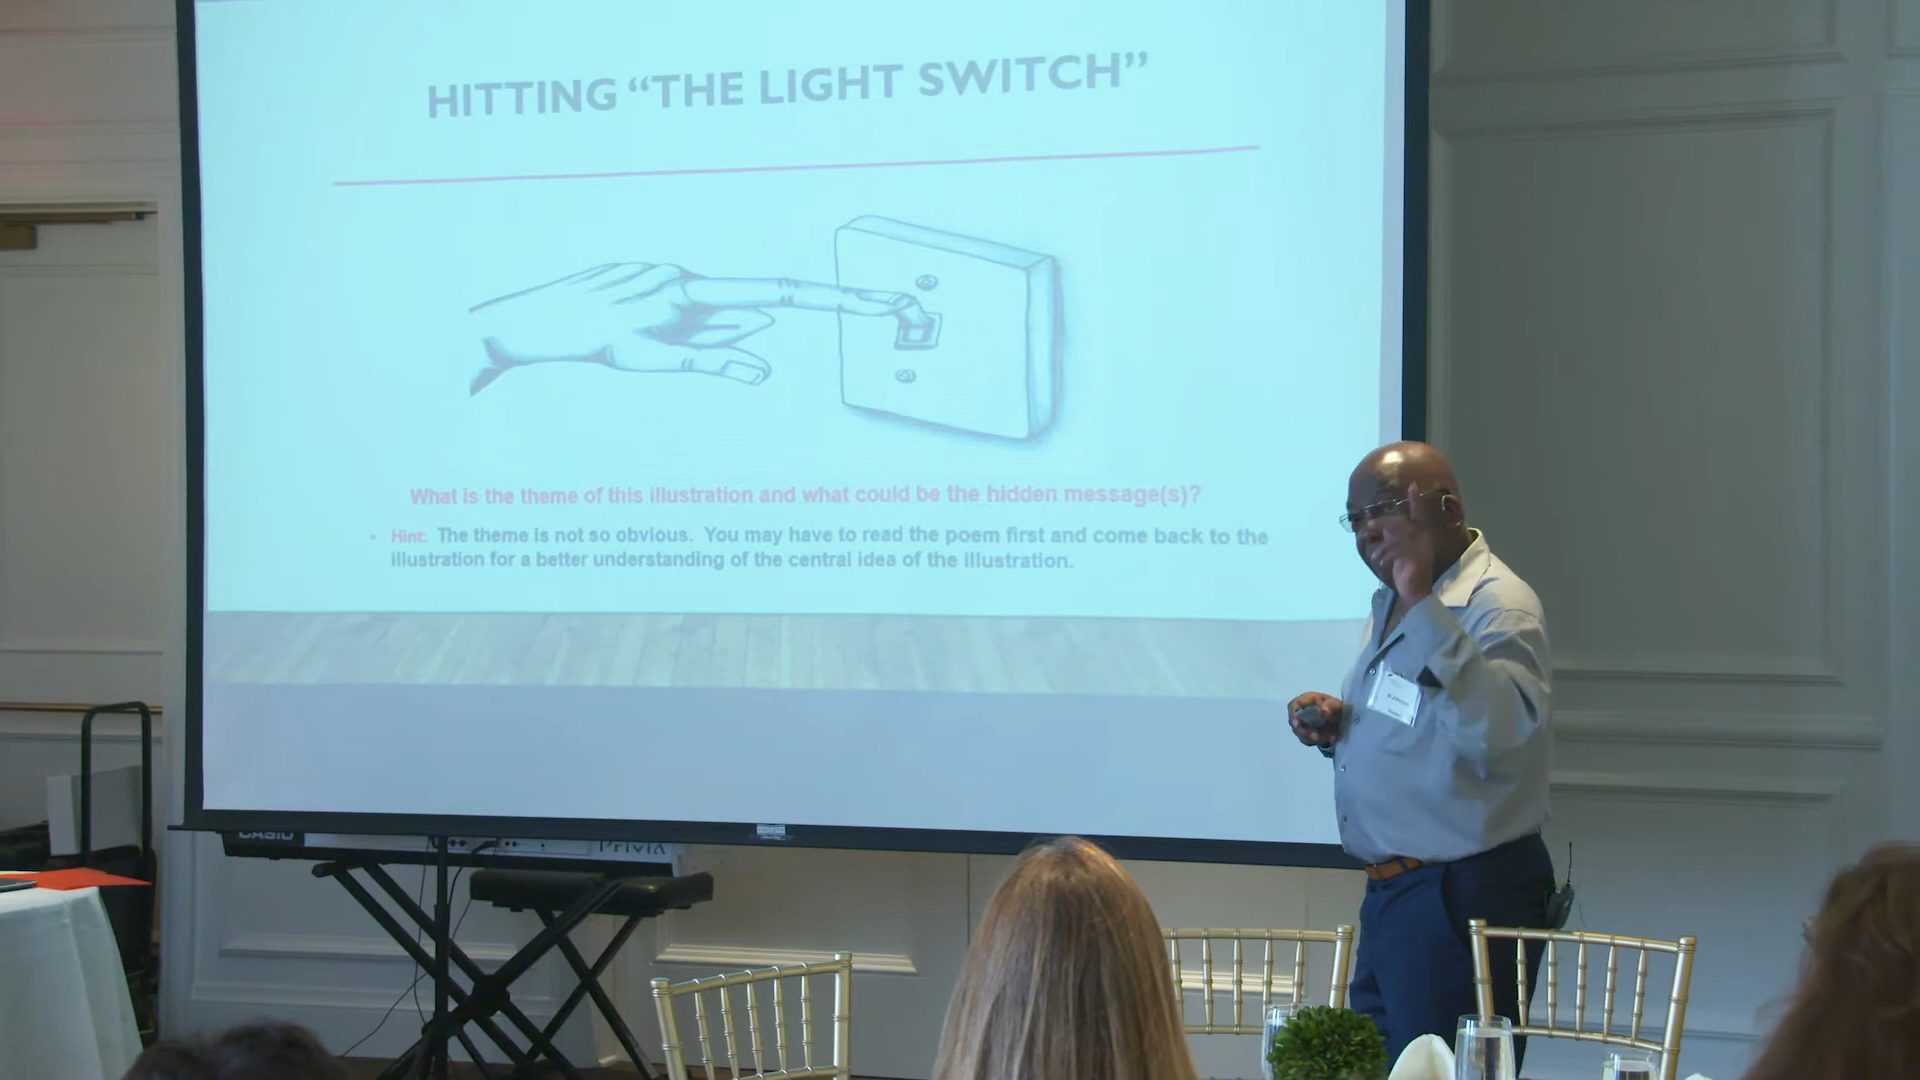 HITTING “THE LIGHT SWITCH”
What is the theme of this illustration and what could be the hidden message(s)?
• Hint: The theme is not so obvious. You may have to read the poem first and come back to the
illustration for a better understanding of the central idea of the illustration.
CASIO
Privia